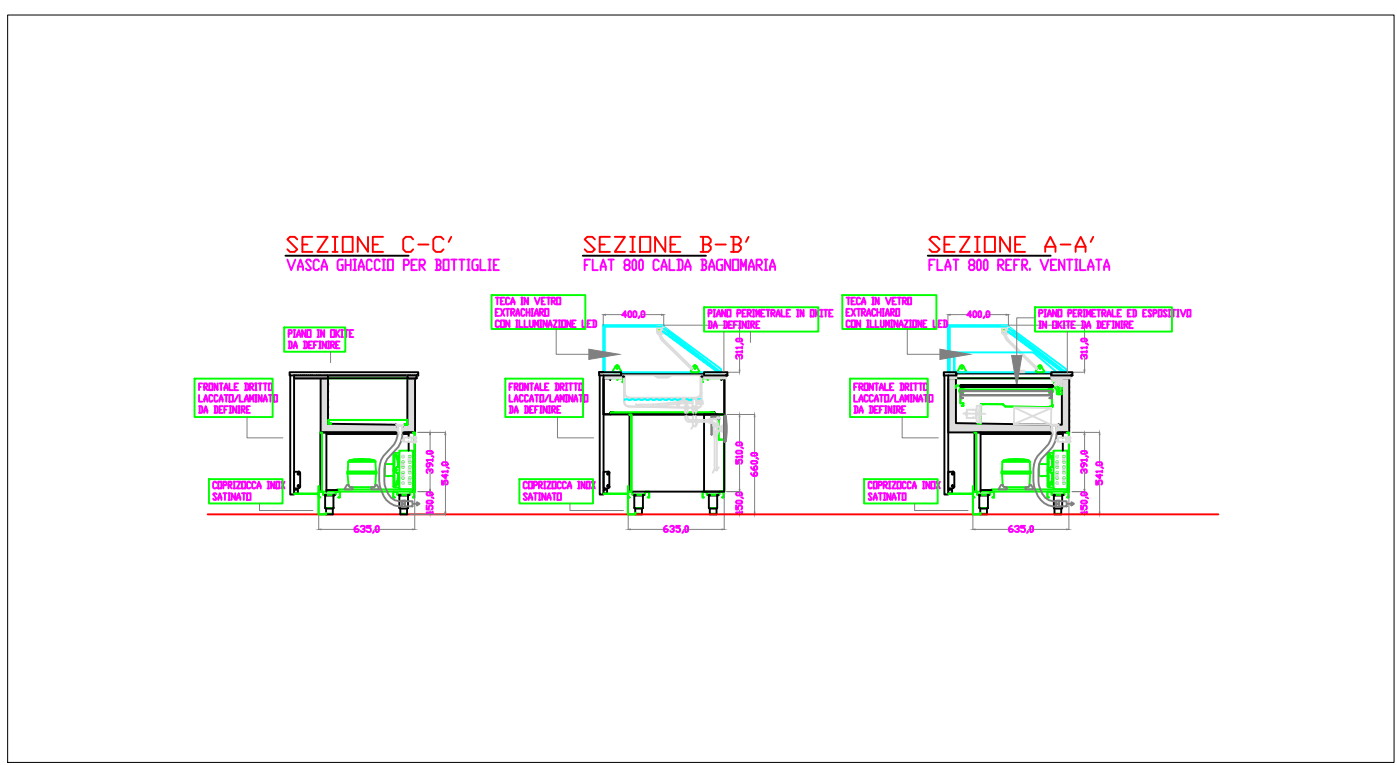 SEZIONE C-C'
VASCA GHIACCIO PER BOTTIGLIE
PIANO IN OKITE
DA DEFINIRE
FRONTALE DRITTO
LACCATO/LAMINATO
DA DEFINIRE
COPRIZOCCA INOX
SATINATO
391,0
541,0
150,0
635,0
SEZIONE B-B'
FLAT 800 CALDA BAGNOMARIA
TECA IN VETRO
EXTRACHIARO
CON ILLUMINAZIONE LED
400,0
PIANO PERIMETRALE IN OKITE
DA DEFINIRE
311,0
FRONTALE DRITTO
LACCATO/LAMINATO
DA DEFINIRE
COPRIZOCCA INOX
SATINATO
510,0
660,0
150,0
635,0
SEZIONE A-A'
FLAT 800 REFR. VENTILATA
TECA IN VETRO
EXTRACHIARO
CON ILLUMINAZIONE LED
400,0
PIANO PERIMETRALE ED ESPOSITIVO
IN OKITE DA DEFINIRE
311,0
FRONTALE DRITTO
LACCATO/LAMINATO
DA DEFINIRE
COPRIZOCCA INOX
SATINATO
391,0
541,0
150,0
635,0